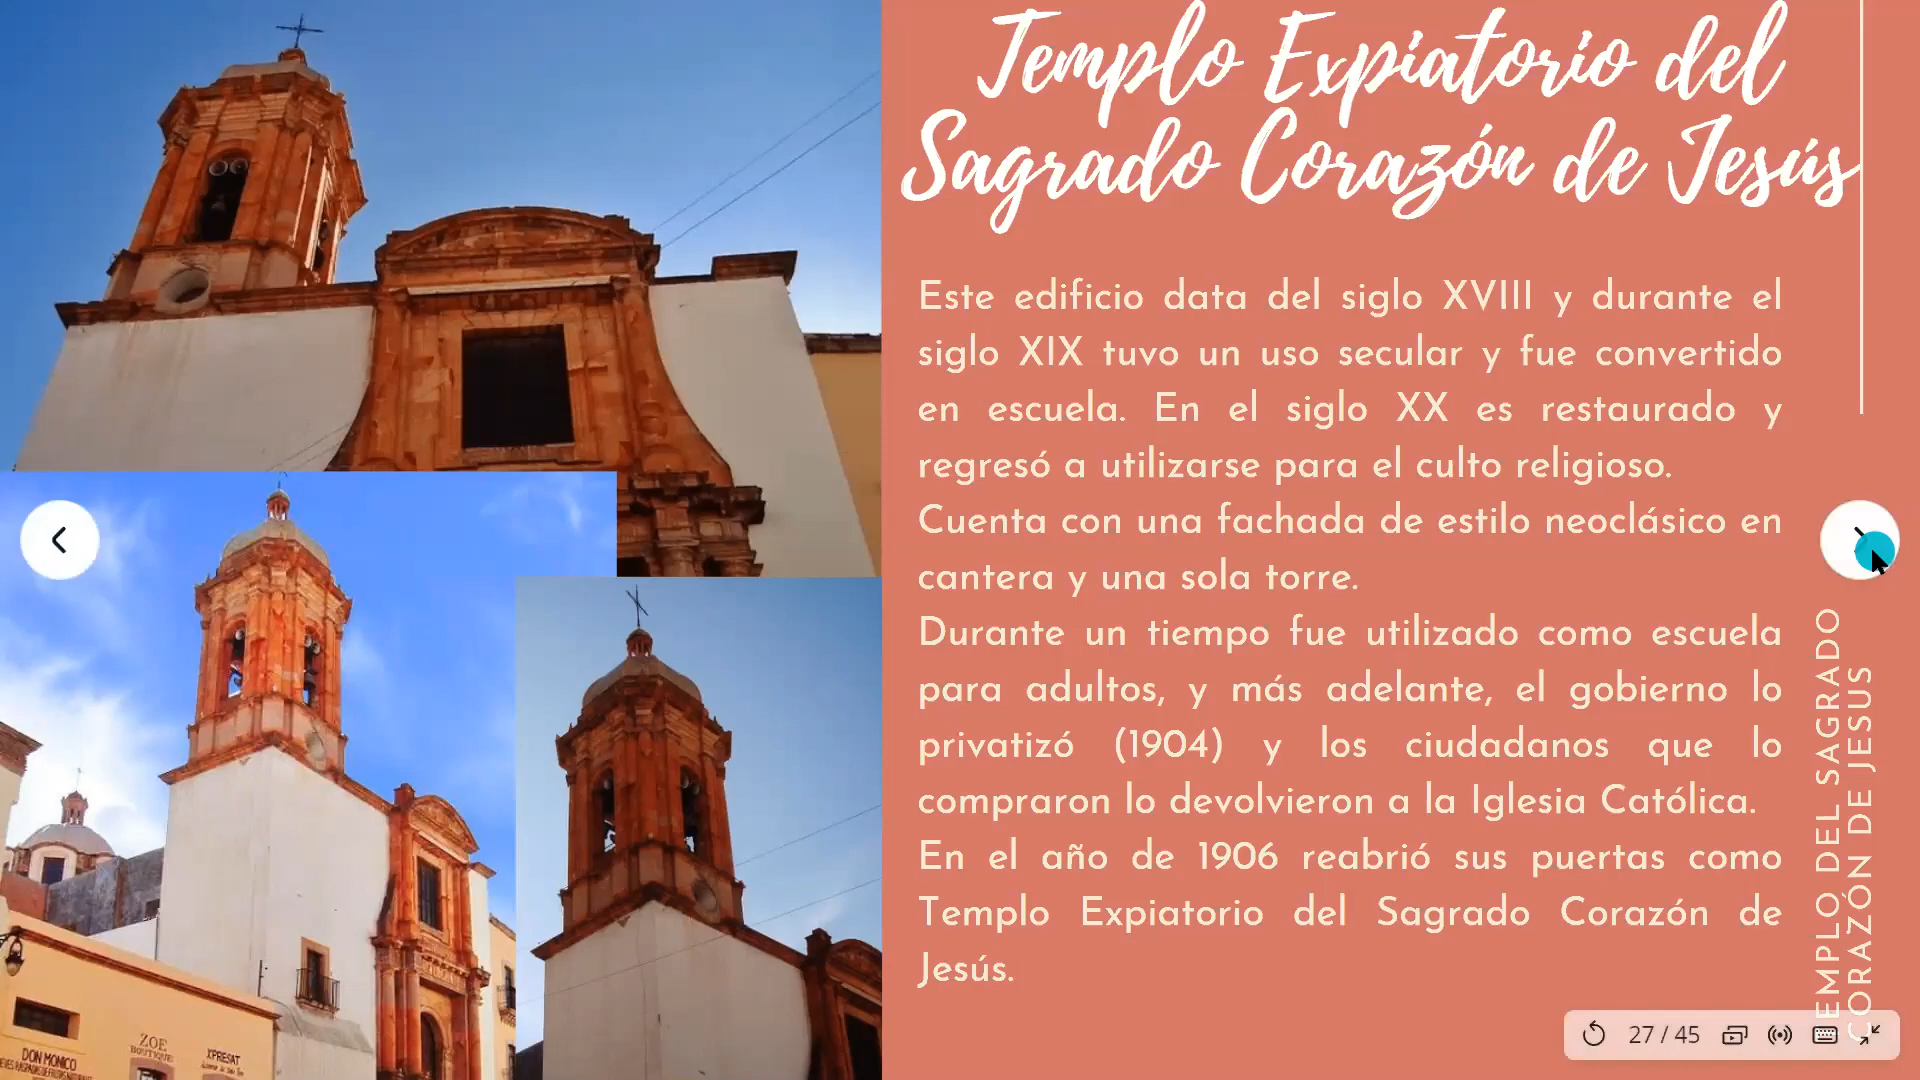 Templo Expiatorio del
Sagrado Corazón de Jesús
Este edificio data del siglo XVIII y durante el
siglo XIX tuvo un uso secular y fue convertido
en escuela. En el siglo XX es restaurado y
regresó a utilizarse para el culto religioso.
Cuenta con una fachada de estilo neoclásico en
cantera y una sola torre.
Durante un tiempo fue utilizado como escuela
para adultos, y más adelante, el gobierno lo
privatizó (1904) y los ciudadanos que lo
compraron lo devolvieron a la Iglesia Católica.
En el año de 1906 reabrió sus puertas como
Templo Expiatorio del Sagrado Corazón de
Jesús.
EMPLO DEL SAGRADO
CORAZÓN DE JESUS
DON MONICO
ZOE
BOUTIQUE
XPRESAT
27 / 45